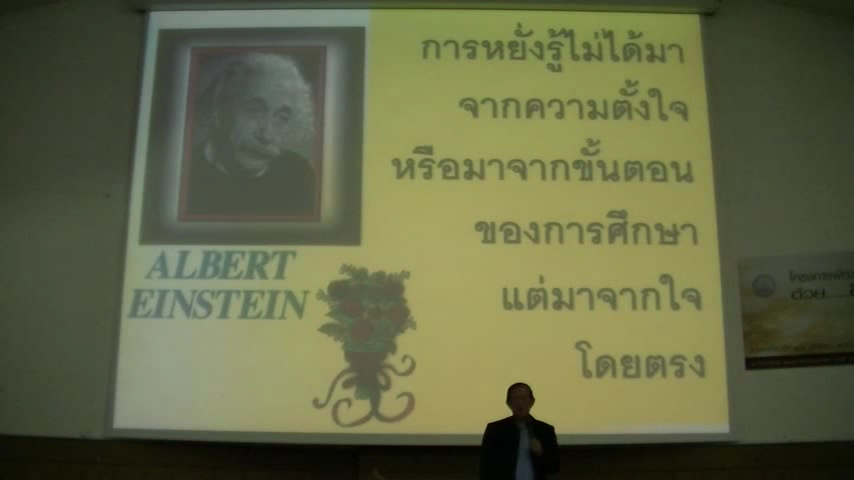 การหยั่งรู้ไม่ได้มา
จากความตั้งใจ
หรือมาจากขั้นตอน
ของการศึกษา
แต่มาจากใจ
โดยตรง
ALBERT
EINSTEIN
ด้วย.....